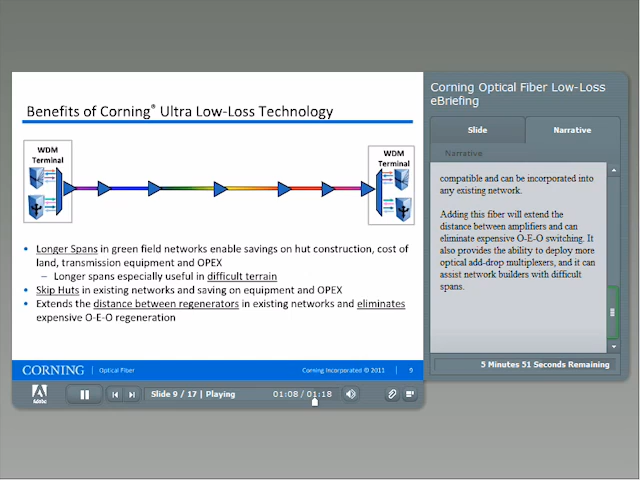 Corning Optical Fiber Low-Loss
eBriefing
Benefits of Corning® Ultra Low-Loss Technology
WDM
Terminal
WDM
Terminal
Longer Spans in green field networks enable savings on hut construction, cost of
land, transmission equipment and OPEX
– Longer spans especially useful in difficult terrain
Skip Huts in existing networks and saving on equipment and OPEX
Extends the distance between regenerators in existing networks and eliminates
expensive O-E-O regeneration
CORNING | Optical Fiber
Corning Incorporated © 2011 | 9
Slide
Narrative
Narrative
compatible and can be incorporated into
any existing network.
Adding this fiber will extend the
distance between amplifiers and can
eliminate expensive O-E-O switching. It
also provides the ability to deploy more
optical add-drop multiplexers, and it can
assist network builders with difficult
spans.
5 Minutes 51 Seconds Remaining
Adobe
Slide 9 / 17 | Playing
01:08 / 01:18